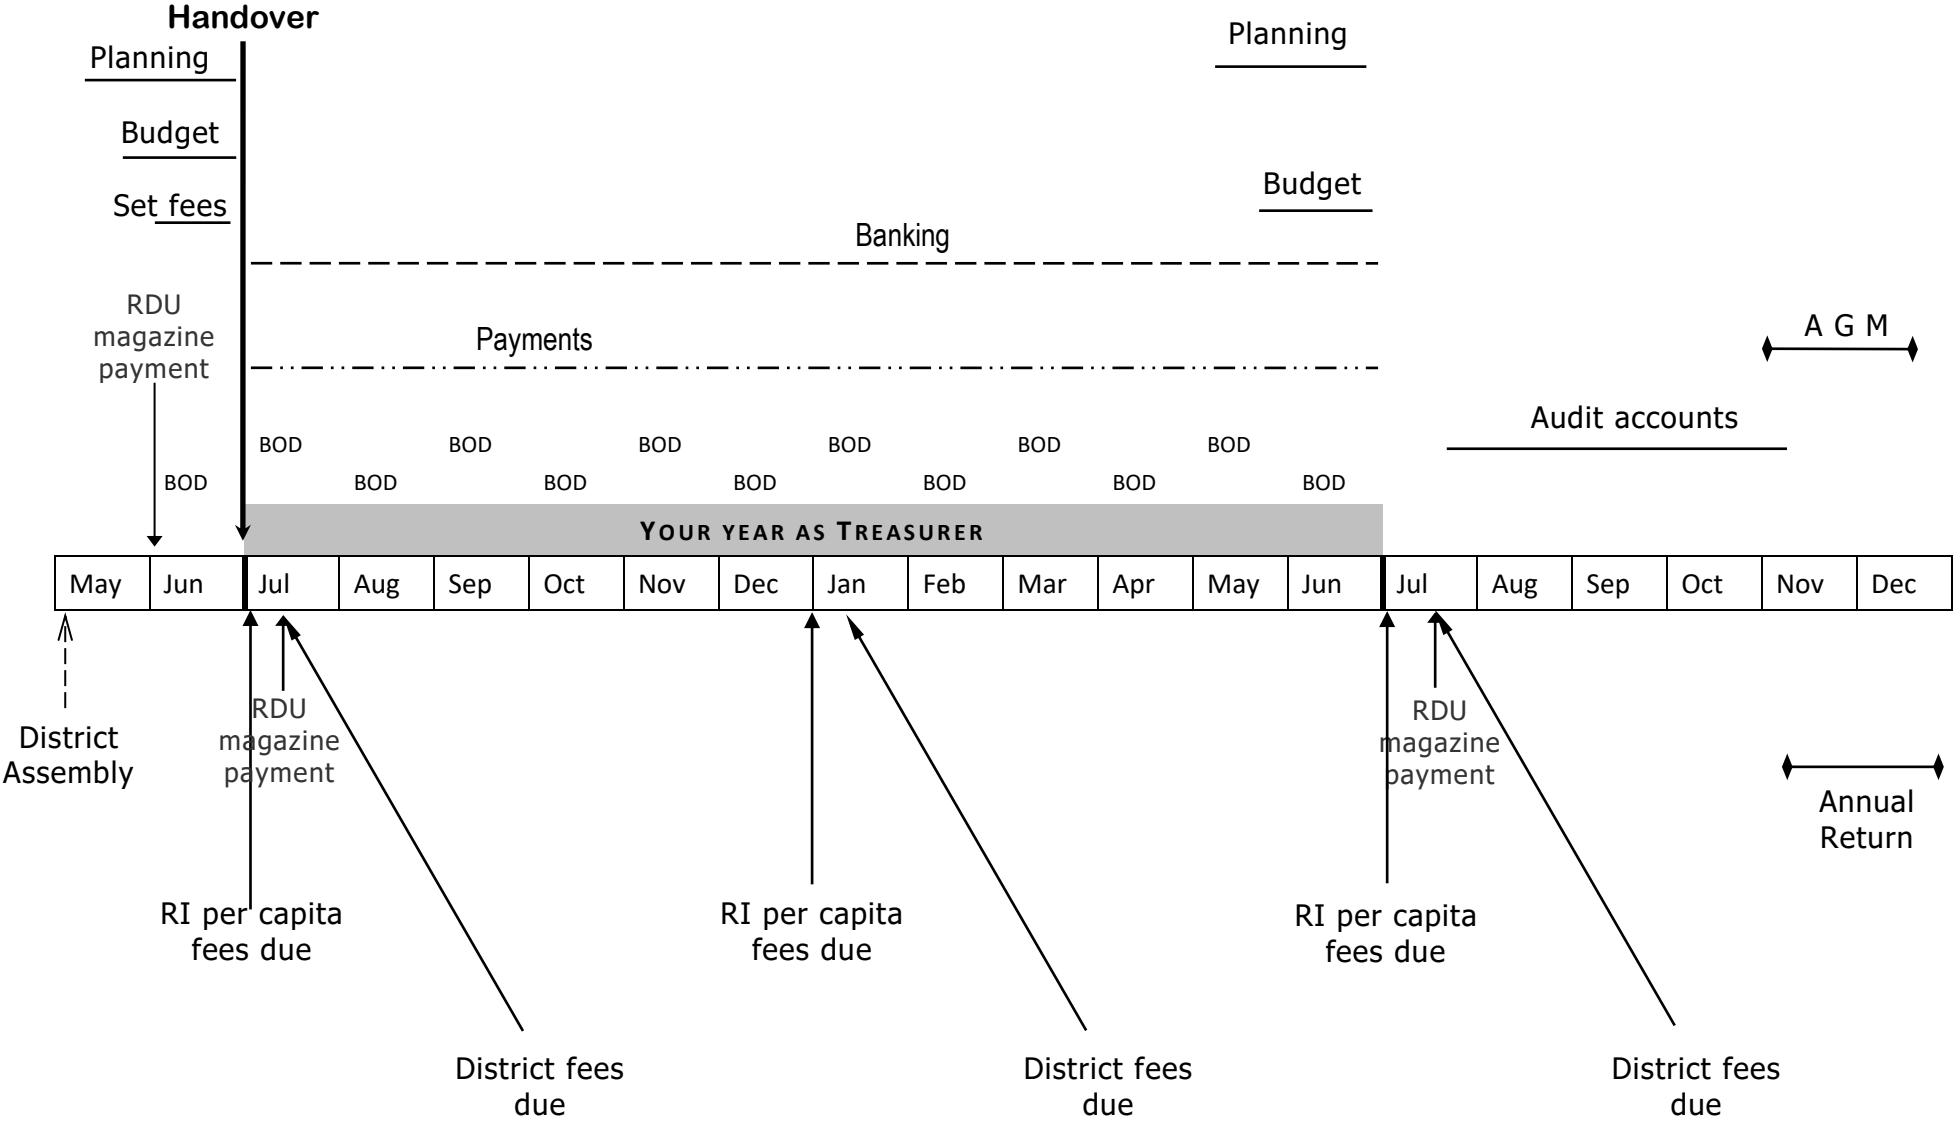 Handover
Planning
Planning
Budget
Budget
Set fees
Banking
RDU
magazine
payment
Payments
A G M
Audit accounts
BOD
BOD
BOD
BOD
BOD
BOD
BOD
BOD
BOD
BOD
BOD
BOD
BOD
YOUR YEAR AS TREASURER
May Jun Jul Aug Sep Oct Nov Dec Jan Feb Mar Apr May Jun Jul Aug Sep Oct Nov Dec
District
Assembly
RDU
magazine
payment
RDU
magazine
payment
Annual
Return
RI per capita
fees due
RI per capita
fees due
RI per capita
fees due
District fees
due
District fees
due
District fees
due